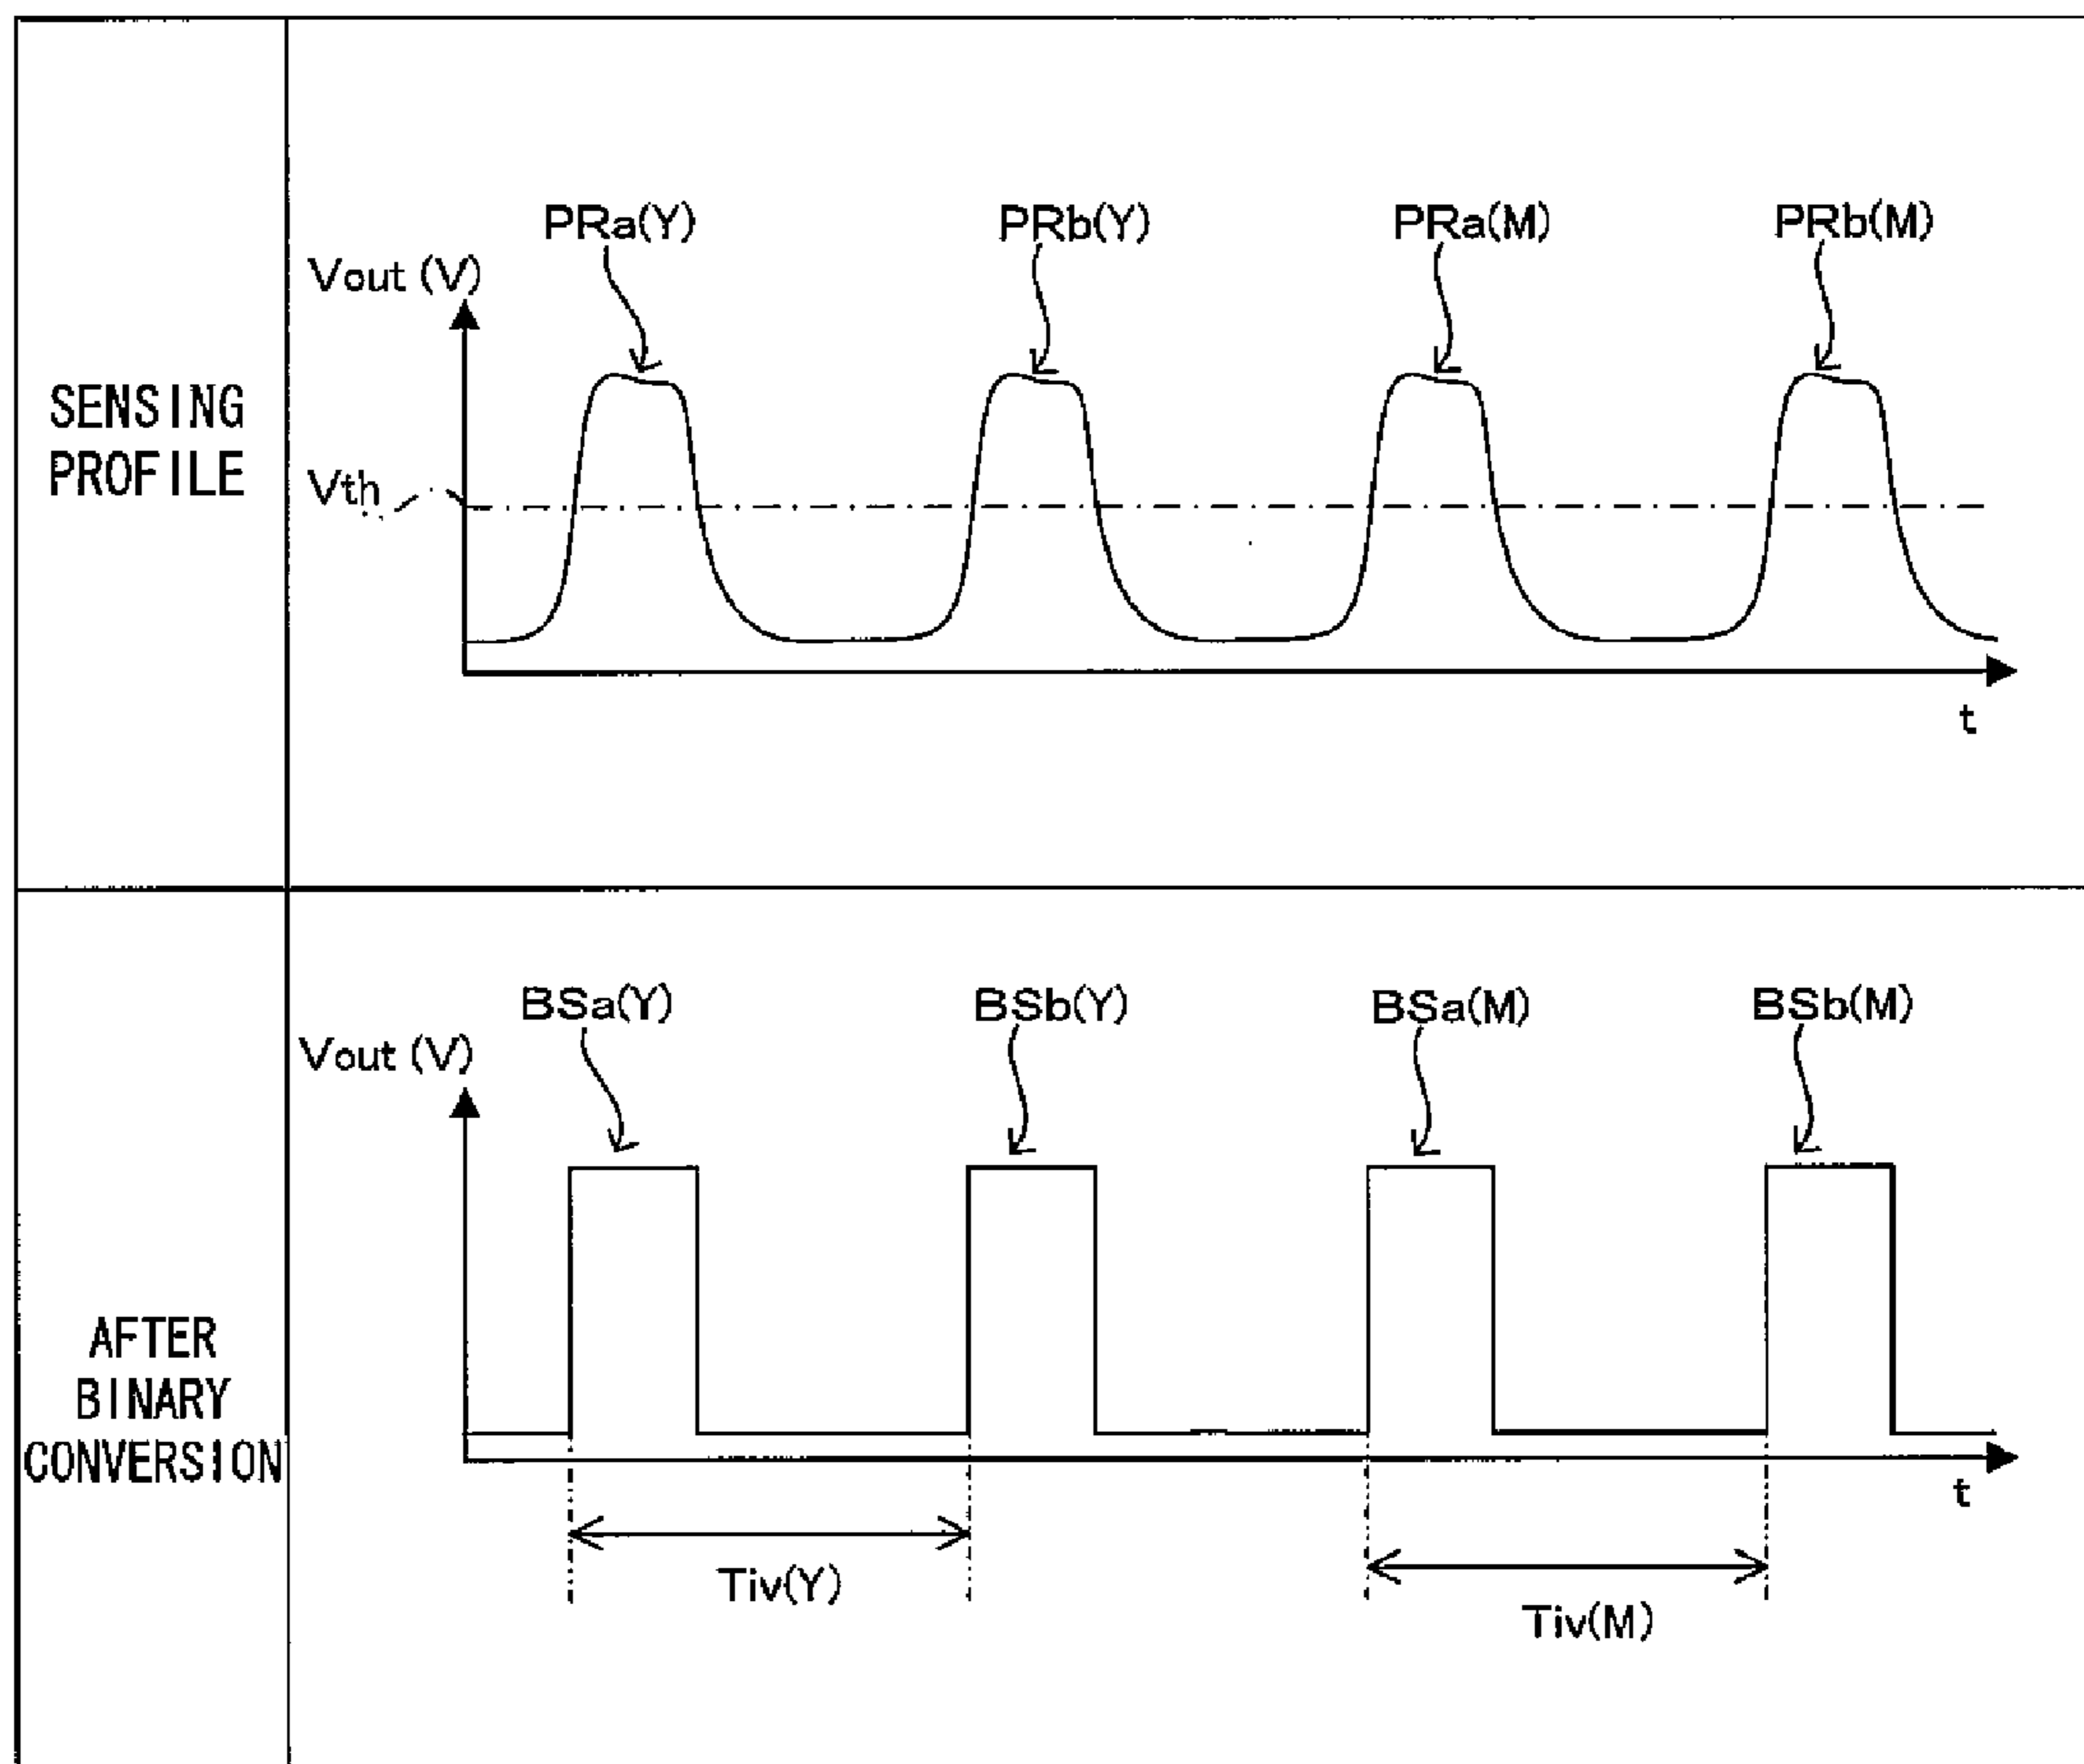 PRa(Y) PRb(Y) PRa(M) PRb(M)
Vout (V)
SENSING
PROFILE
Vth
t
BSa(Y) BSb(Y) BSa(M) BSb(M)
Vout (V)
AFTER
BINARY
CONVERSION
t
Tiv(Y)
Tiv(M)